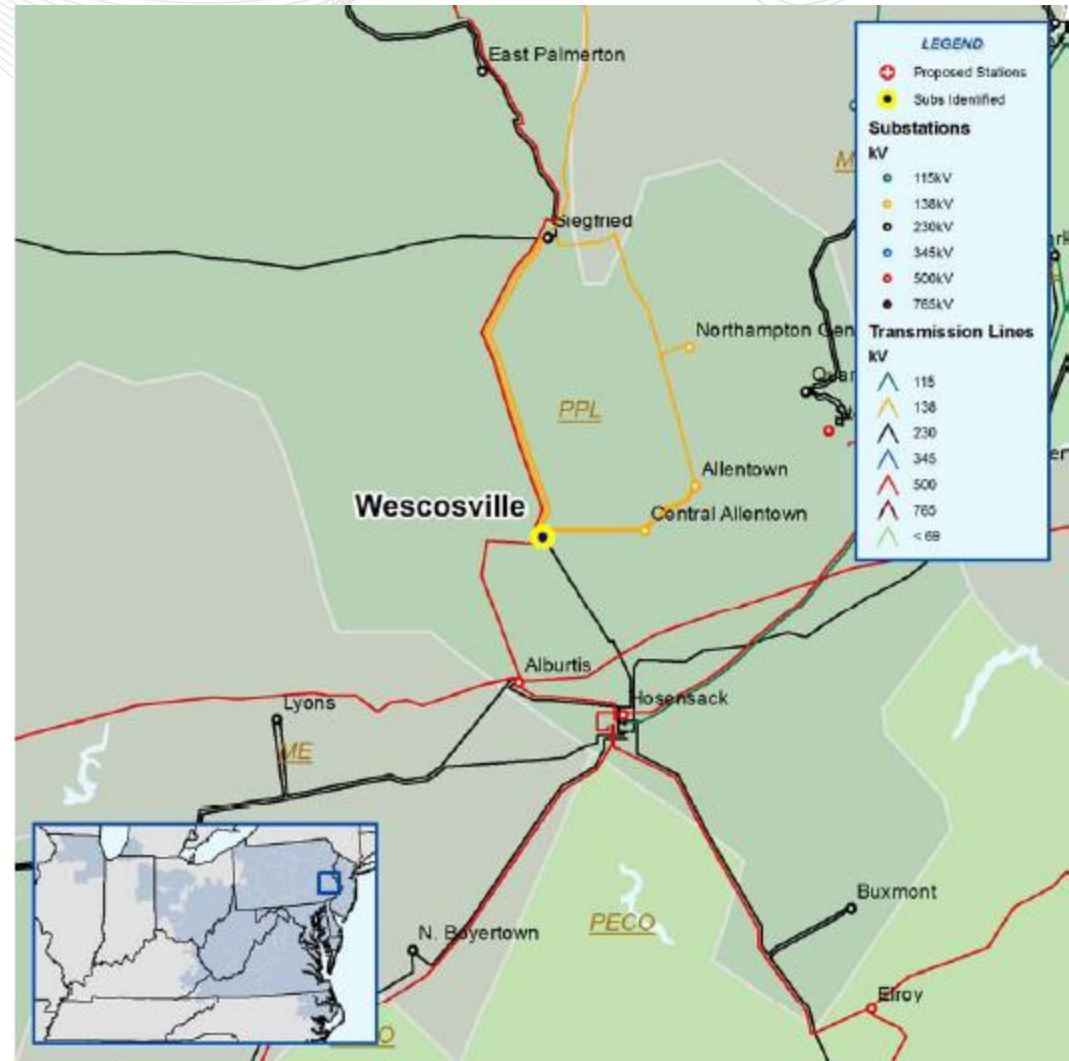 East Palmerton
Siegfried
Northampton Gen
PPL
Allentown
Wescosville
Central Allentown
Alburtis
Hosensack
Lyons
ME
Buxmont
PECO
N. Boyertown
Elroy
LEGEND
Proposed Stations
Subs Identified
Substations
kV
115kV
138kV
230kV
345kV
500kV
765kV
Transmission Lines
kV
115
138
230
345
500
765
< 69